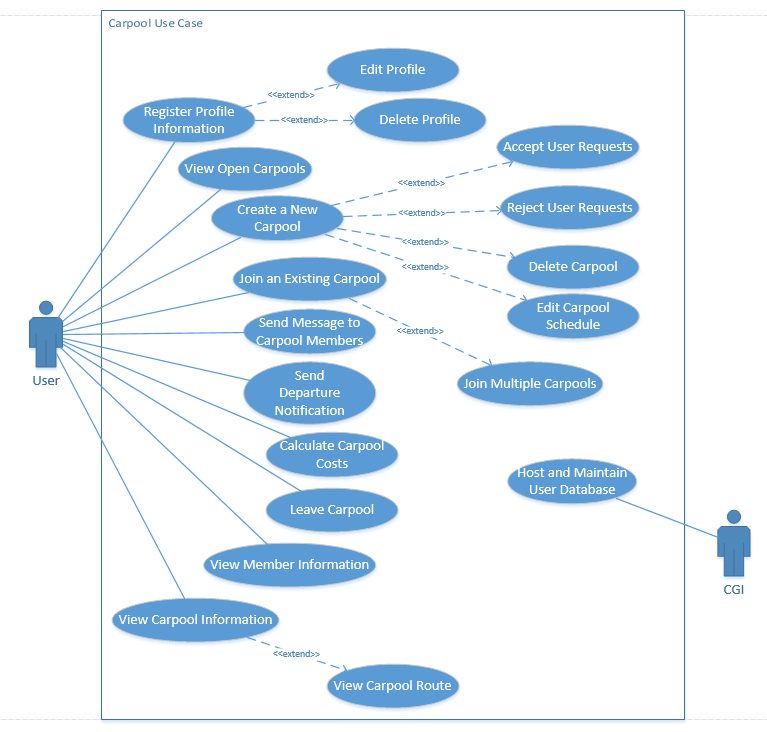 Carpool Use Case
Edit Profile
<<extend>>
Register Profile
Information
<<extend>>
Delete Profile
Accept User Requests
View Open Carpools
<<extend>>
Create a New
Carpool
<<extend>>
Reject User Requests
<<extend>>
Delete Carpool
<<extend>>
Join an Existing Carpool
Edit Carpool
Schedule
Send Message to
Carpool Members
<<extend>>
User
Send
Departure
Notification
Join Multiple Carpools
Calculate Carpool
Costs
Host and Maintain
User Database
Leave Carpool
View Member Information
CGI
View Carpool Information
<<extend>>
View Carpool Route